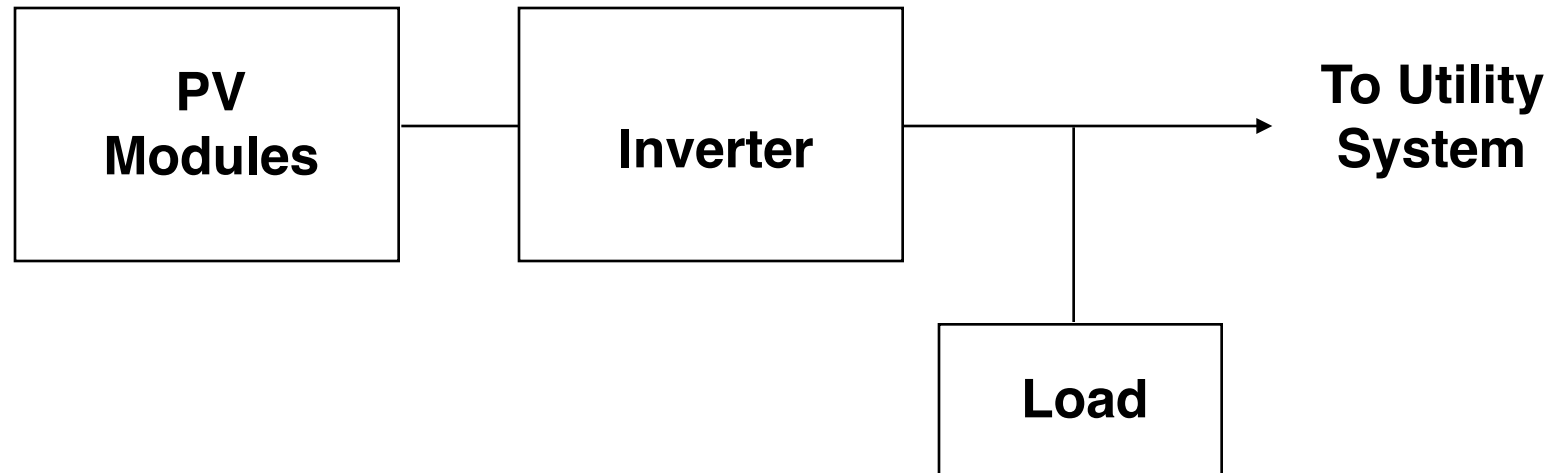 PV
Modules
Inverter
To Utility
System
Load